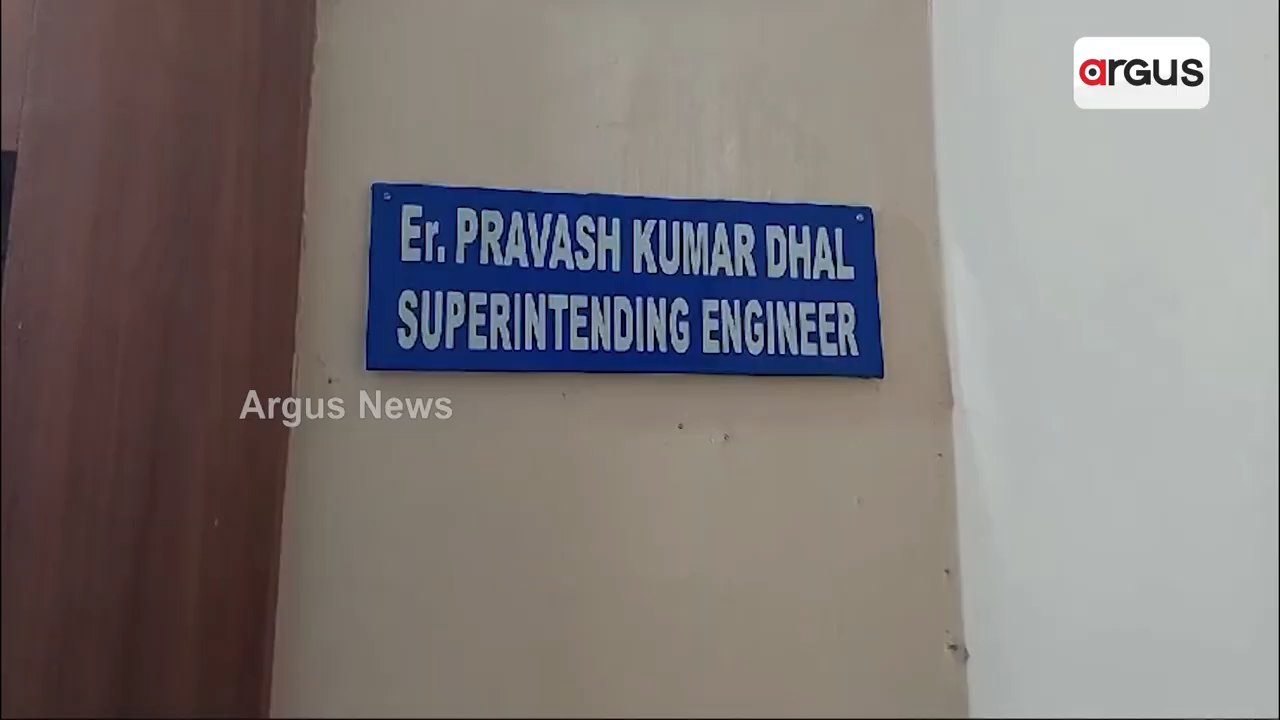 argus
Er. PRAVASH KUMAR DHAL
SUPERINTENDING ENGINEER
Argus News